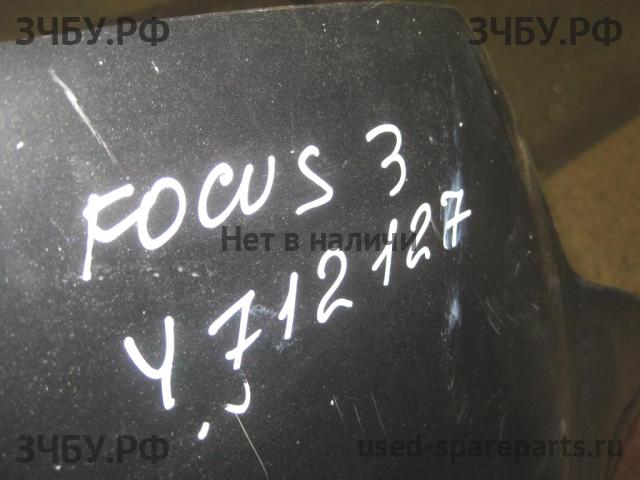 ЗЧБУ.РФ ЗЧБУ.РФ
FOCUS 3
Нет в наличии
Ч.712127
ЗЧБУ.РФ used-spareparts.ru